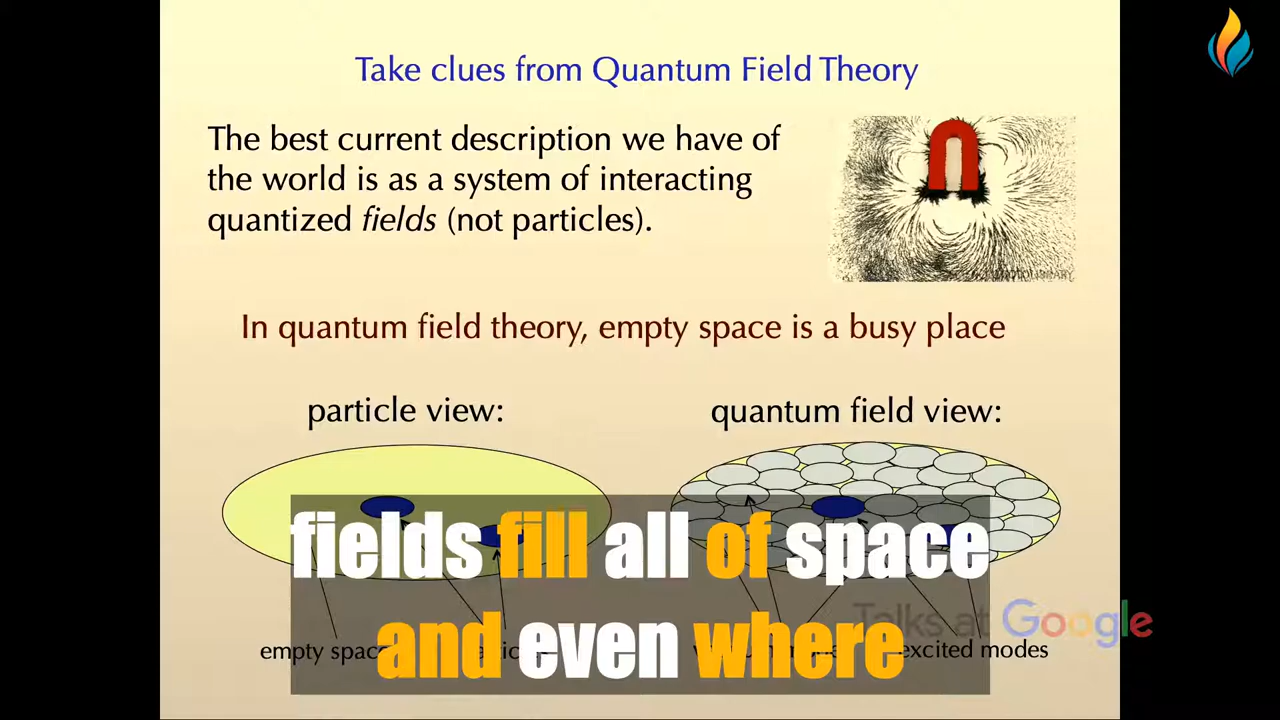 Take clues from Quantum Field Theory
The best current description we have of
the world is as a system of interacting
quantized fields (not particles).
In quantum field theory, empty space is a busy place
particle view:
quantum field view:
fields fill all of space
and even where
Talks at Google
empty space
excited modes